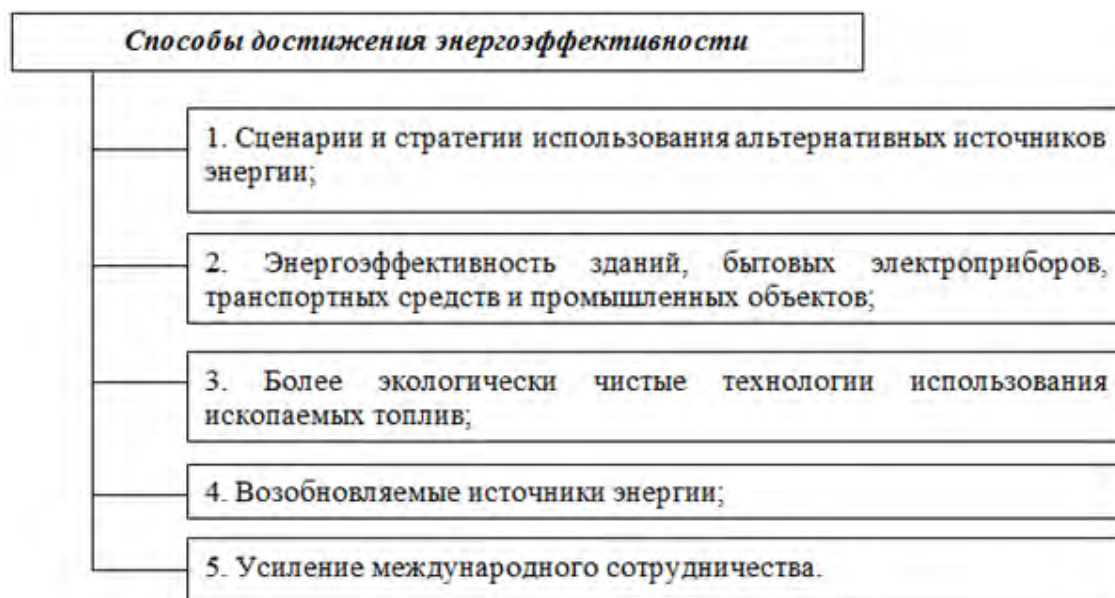 Способы достижения энергоэффективности
1. Сценарии и стратегии использования альтернативных источников
энергии;
2. Энергоэффективность зданий, бытовых электроприборов,
транспортных средств и промышленных объектов;
3. Более экологически чистые технологии использования
ископаемых топлив;
4. Возобновляемые источники энергии;
5. Усиление международного сотрудничества.